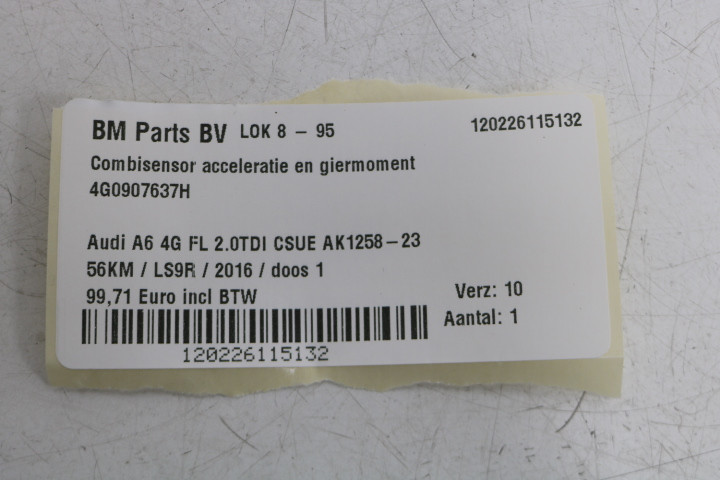 BM Parts BV LOK 8 - 95 120226115132
Combisensor acceleratie en giermoment
4G0907637H
Audi A6 4G FL 2.0TDI CSUE AK1258-23
56KM / LS9R / 2016 / doos 1
99,71 Euro incl BTW Verz: 10
Aantal: 1
120226115132